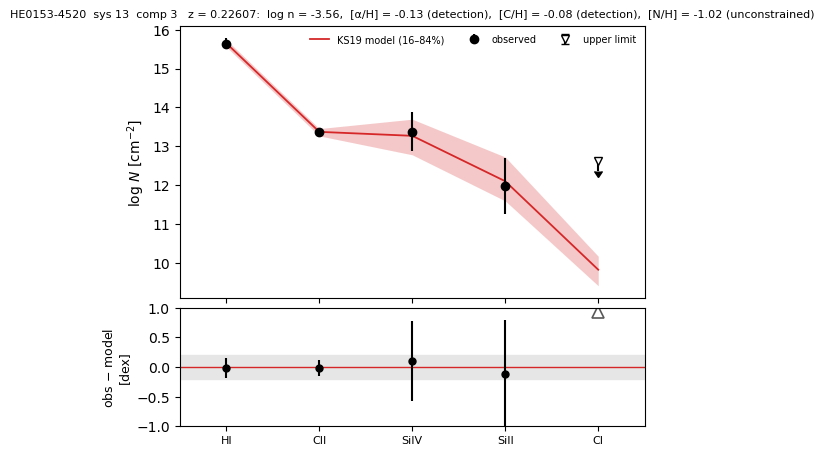 HE0153-4520  sys 13  comp 3   z = 0.22607:  log n = -3.56,  [α/H] = -0.13 (detection),  [C/H] = -0.08 (detection),  [N/H] = -1.02 (unconstrained)
KS19 model (16–84%)
observed
upper limit
log N [cm⁻²]
16
15
14
13
12
11
10
obs − model
[dex]
1.0
0.5
0.0
−0.5
−1.0
HI
CII
SiIV
SiII
CI